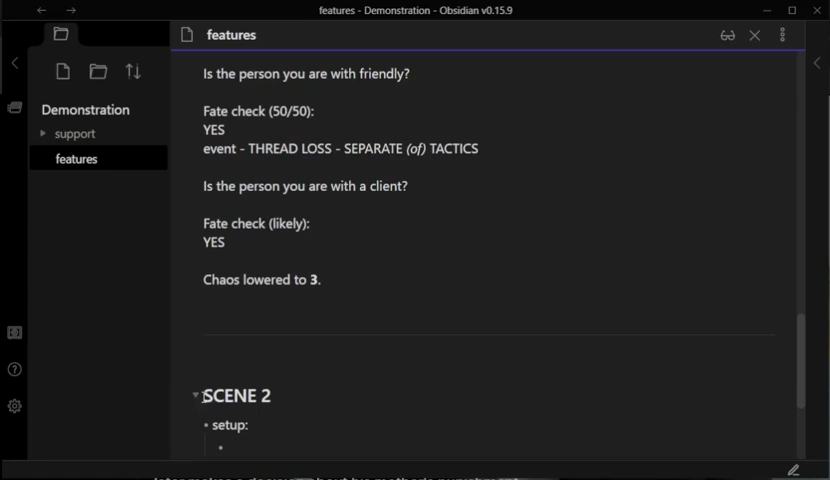 features - Demonstration - Obsidian v0.15.9
features
Demonstration
support
features
Is the person you are with friendly?
Fate check (50/50):
YES
event - THREAD LOSS - SEPARATE (of) TACTICS
Is the person you are with a client?
Fate check (likely):
YES
Chaos lowered to 3.
SCENE 2
• setup:
•